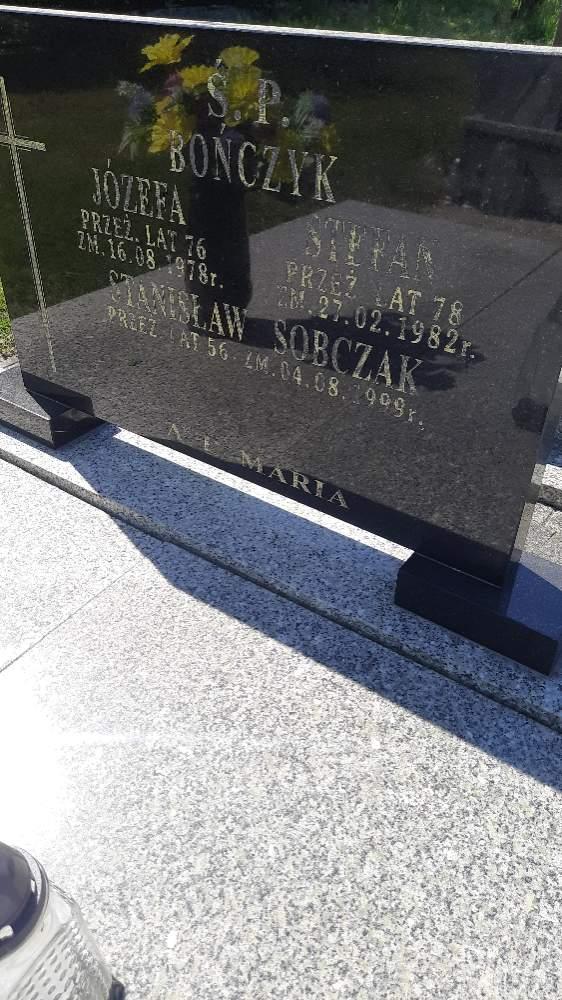 Ś. P.
BOŃCZYK
JÓZEFA STEFAN
PRZEŻ. LAT 76 PRZEŻ. LAT 78
ZM. 16.08 1978r. ZM. 27.02.1982r.
STANISŁAW SOBCZAK
PRZEŻ. LAT 56 ZM. 04.08.1999r.
MARIA